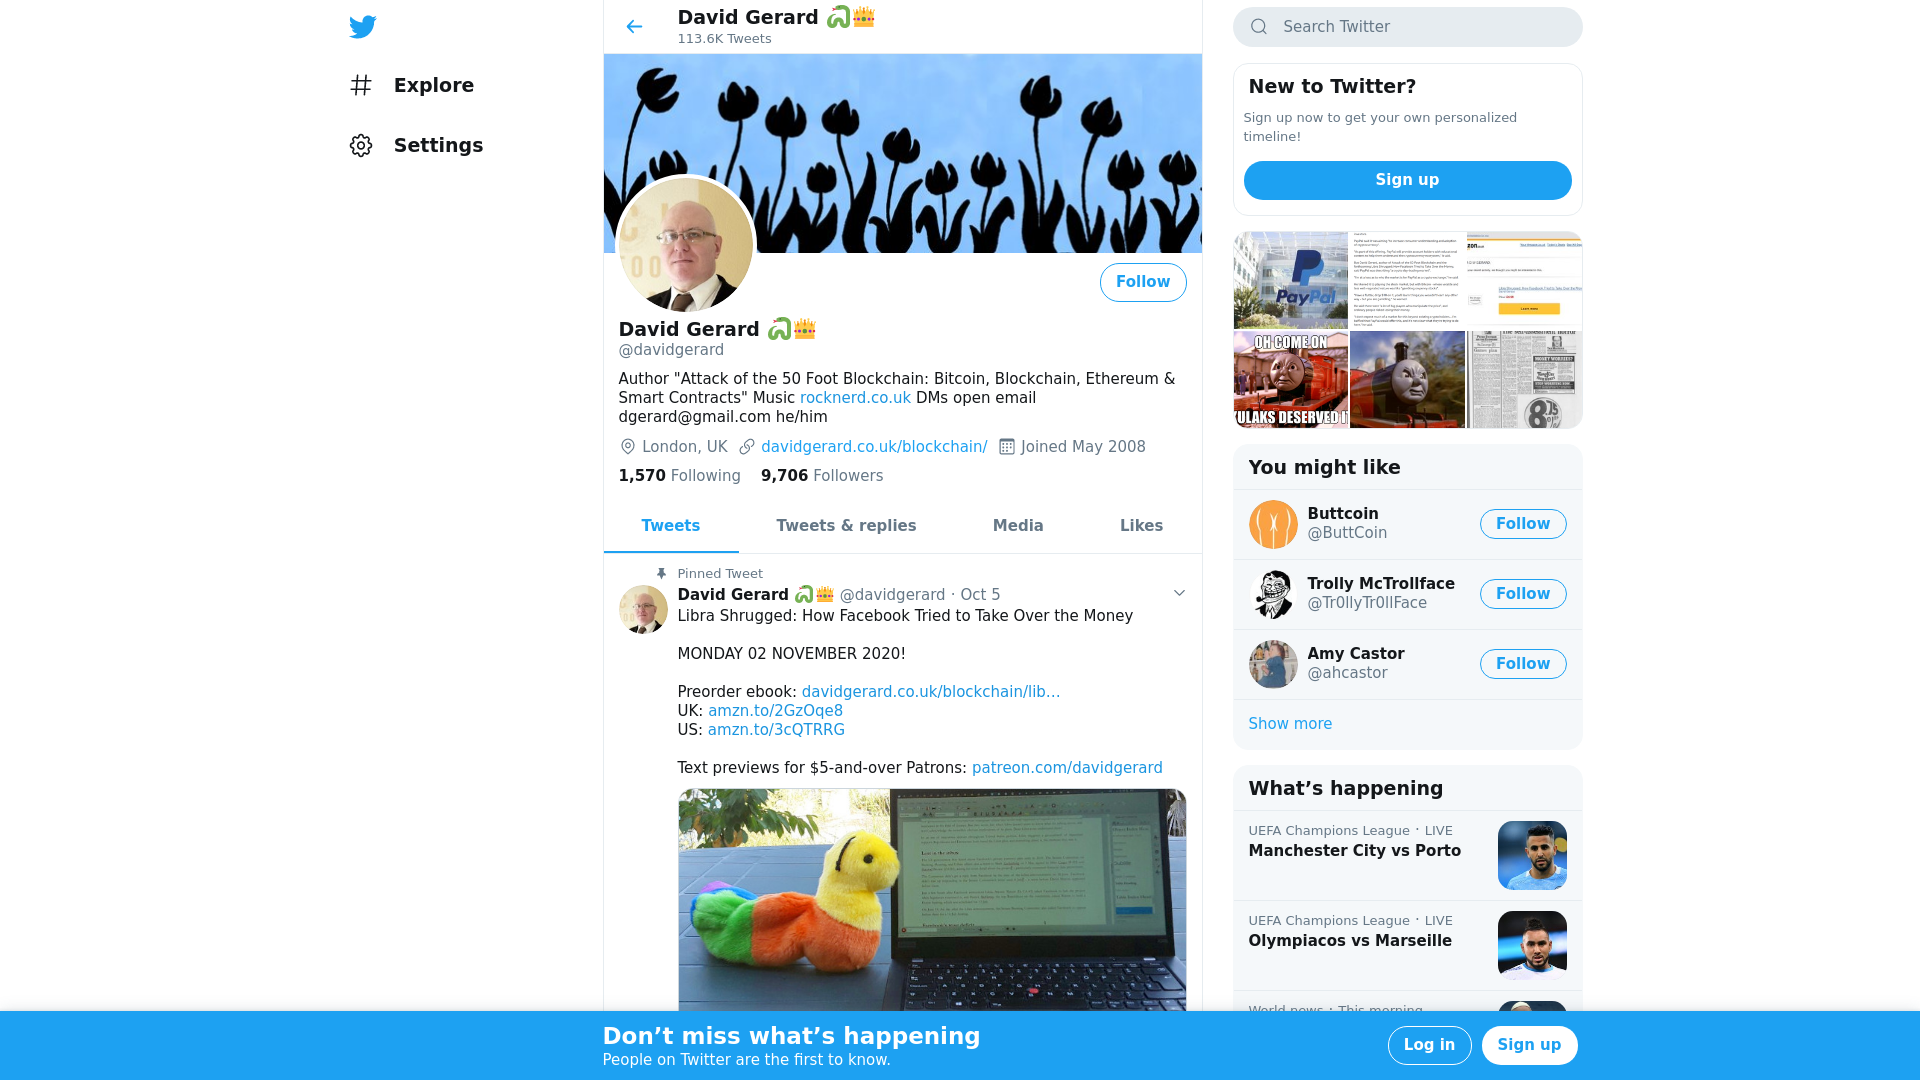 Explore
Settings
David Gerard
113.6K Tweets
Follow
David Gerard
@davidgerard
Author "Attack of the 50 Foot Blockchain: Bitcoin, Blockchain, Ethereum &
Smart Contracts" Music rocknerd.co.uk DMs open email
dgerard@gmail.com he/him
London, UK davidgerard.co.uk/blockchain/ Joined May 2008
1,570 Following 9,706 Followers
Tweets Tweets & replies Media Likes
Pinned Tweet
David Gerard @davidgerard · Oct 5
Libra Shrugged: How Facebook Tried to Take Over the Money
MONDAY 02 NOVEMBER 2020!
Preorder ebook: davidgerard.co.uk/blockchain/lib…
UK: amzn.to/2GzOqe8
US: amzn.to/3cQTRRG
Text previews for $5-and-over Patrons: patreon.com/davidgerard
Search Twitter
New to Twitter?
Sign up now to get your own personalized
timeline!
Sign up
PayPal
OH COME ON
KULAKS DESERVED IT
You might like
Buttcoin
@ButtCoin
Follow
Trolly McTrollface
@Tr0llyTr0llFace
Follow
Amy Castor
@ahcastor
Follow
Show more
What’s happening
UEFA Champions League · LIVE
Manchester City vs Porto
UEFA Champions League · LIVE
Olympiacos vs Marseille
World news · This morning
Don’t miss what’s happening
People on Twitter are the first to know.
Log in
Sign up